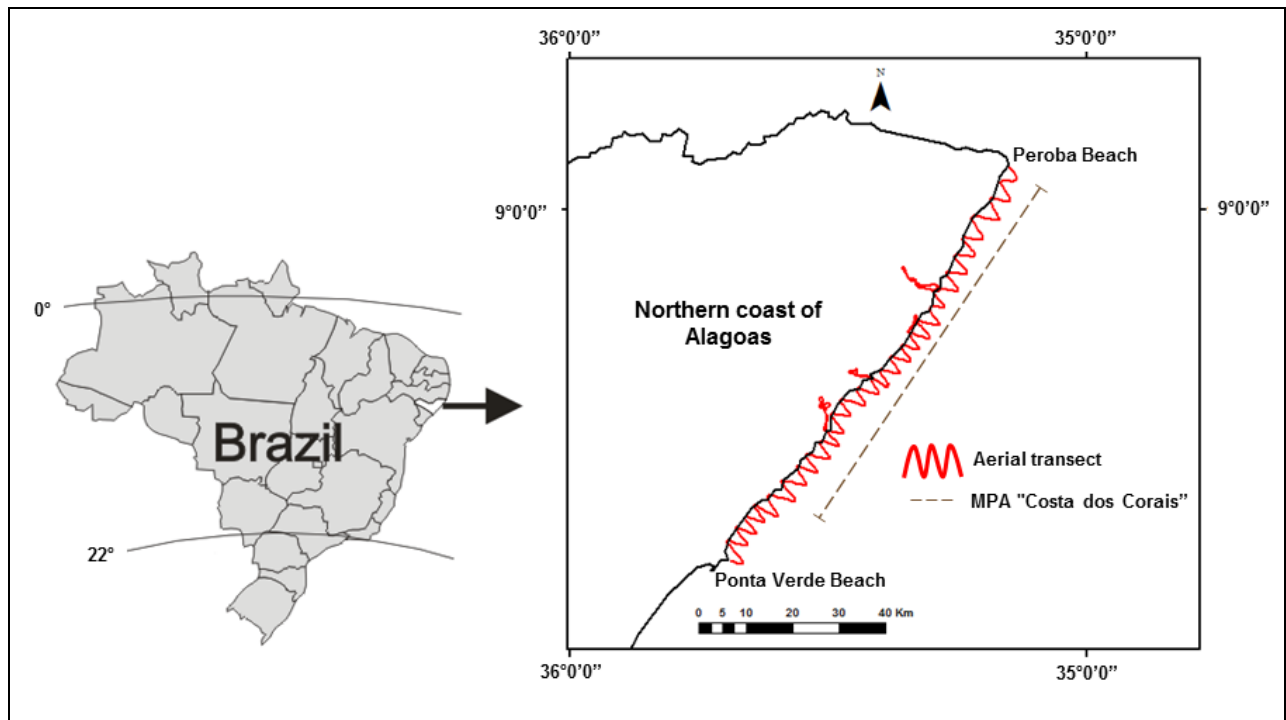 36°0'0”
35°0'0”
N
Peroba Beach
9°0'0”
9°0'0”
0°
Northern coast of
Alagoas
Brazil
Aerial transect
MPA "Costa dos Corais”
22°
Ponta Verde Beach
0 5 10 20 30 40 Km
36°0'0”
35°0'0”